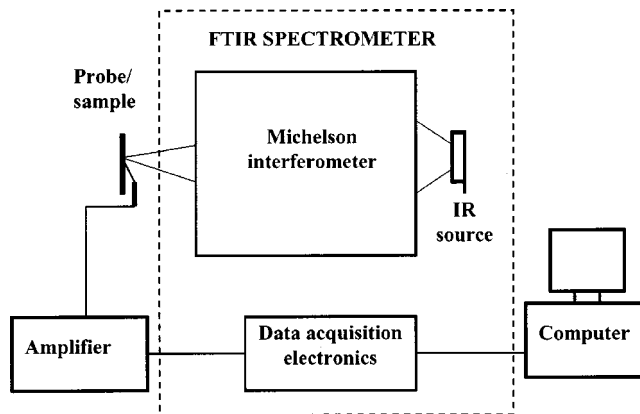 FTIR SPECTROMETER
Probe/
sample
Michelson
interferometer
IR
source
Amplifier
Data acquisition
electronics
Computer